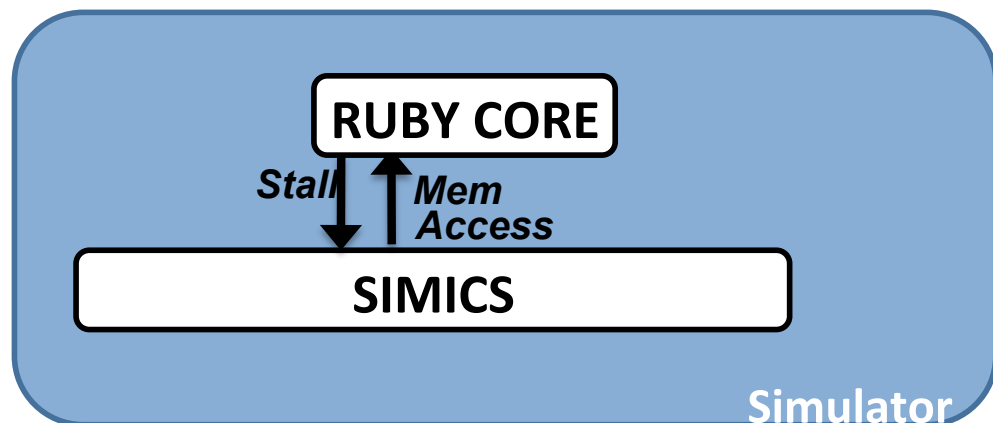 RUBY CORE
Stall
Mem
Access
SIMICS
Simulator